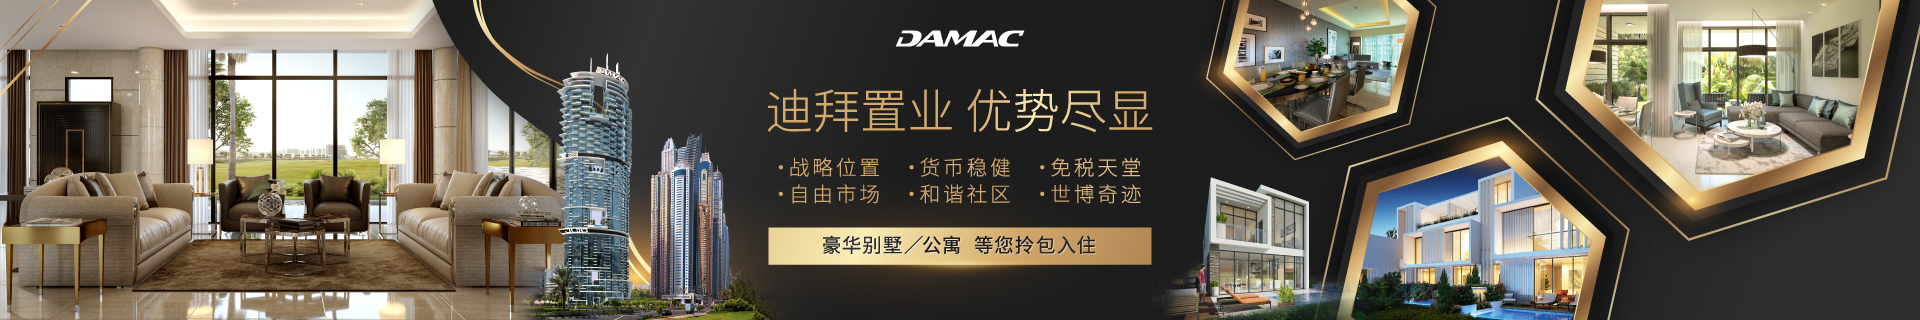 DAMAC
迪拜置业 优势尽显
•战略位置 •货币稳健 •免税天堂
•自由市场 •和谐社区 •世博奇迹
豪华别墅／公寓 等您拎包入住
DAMAC